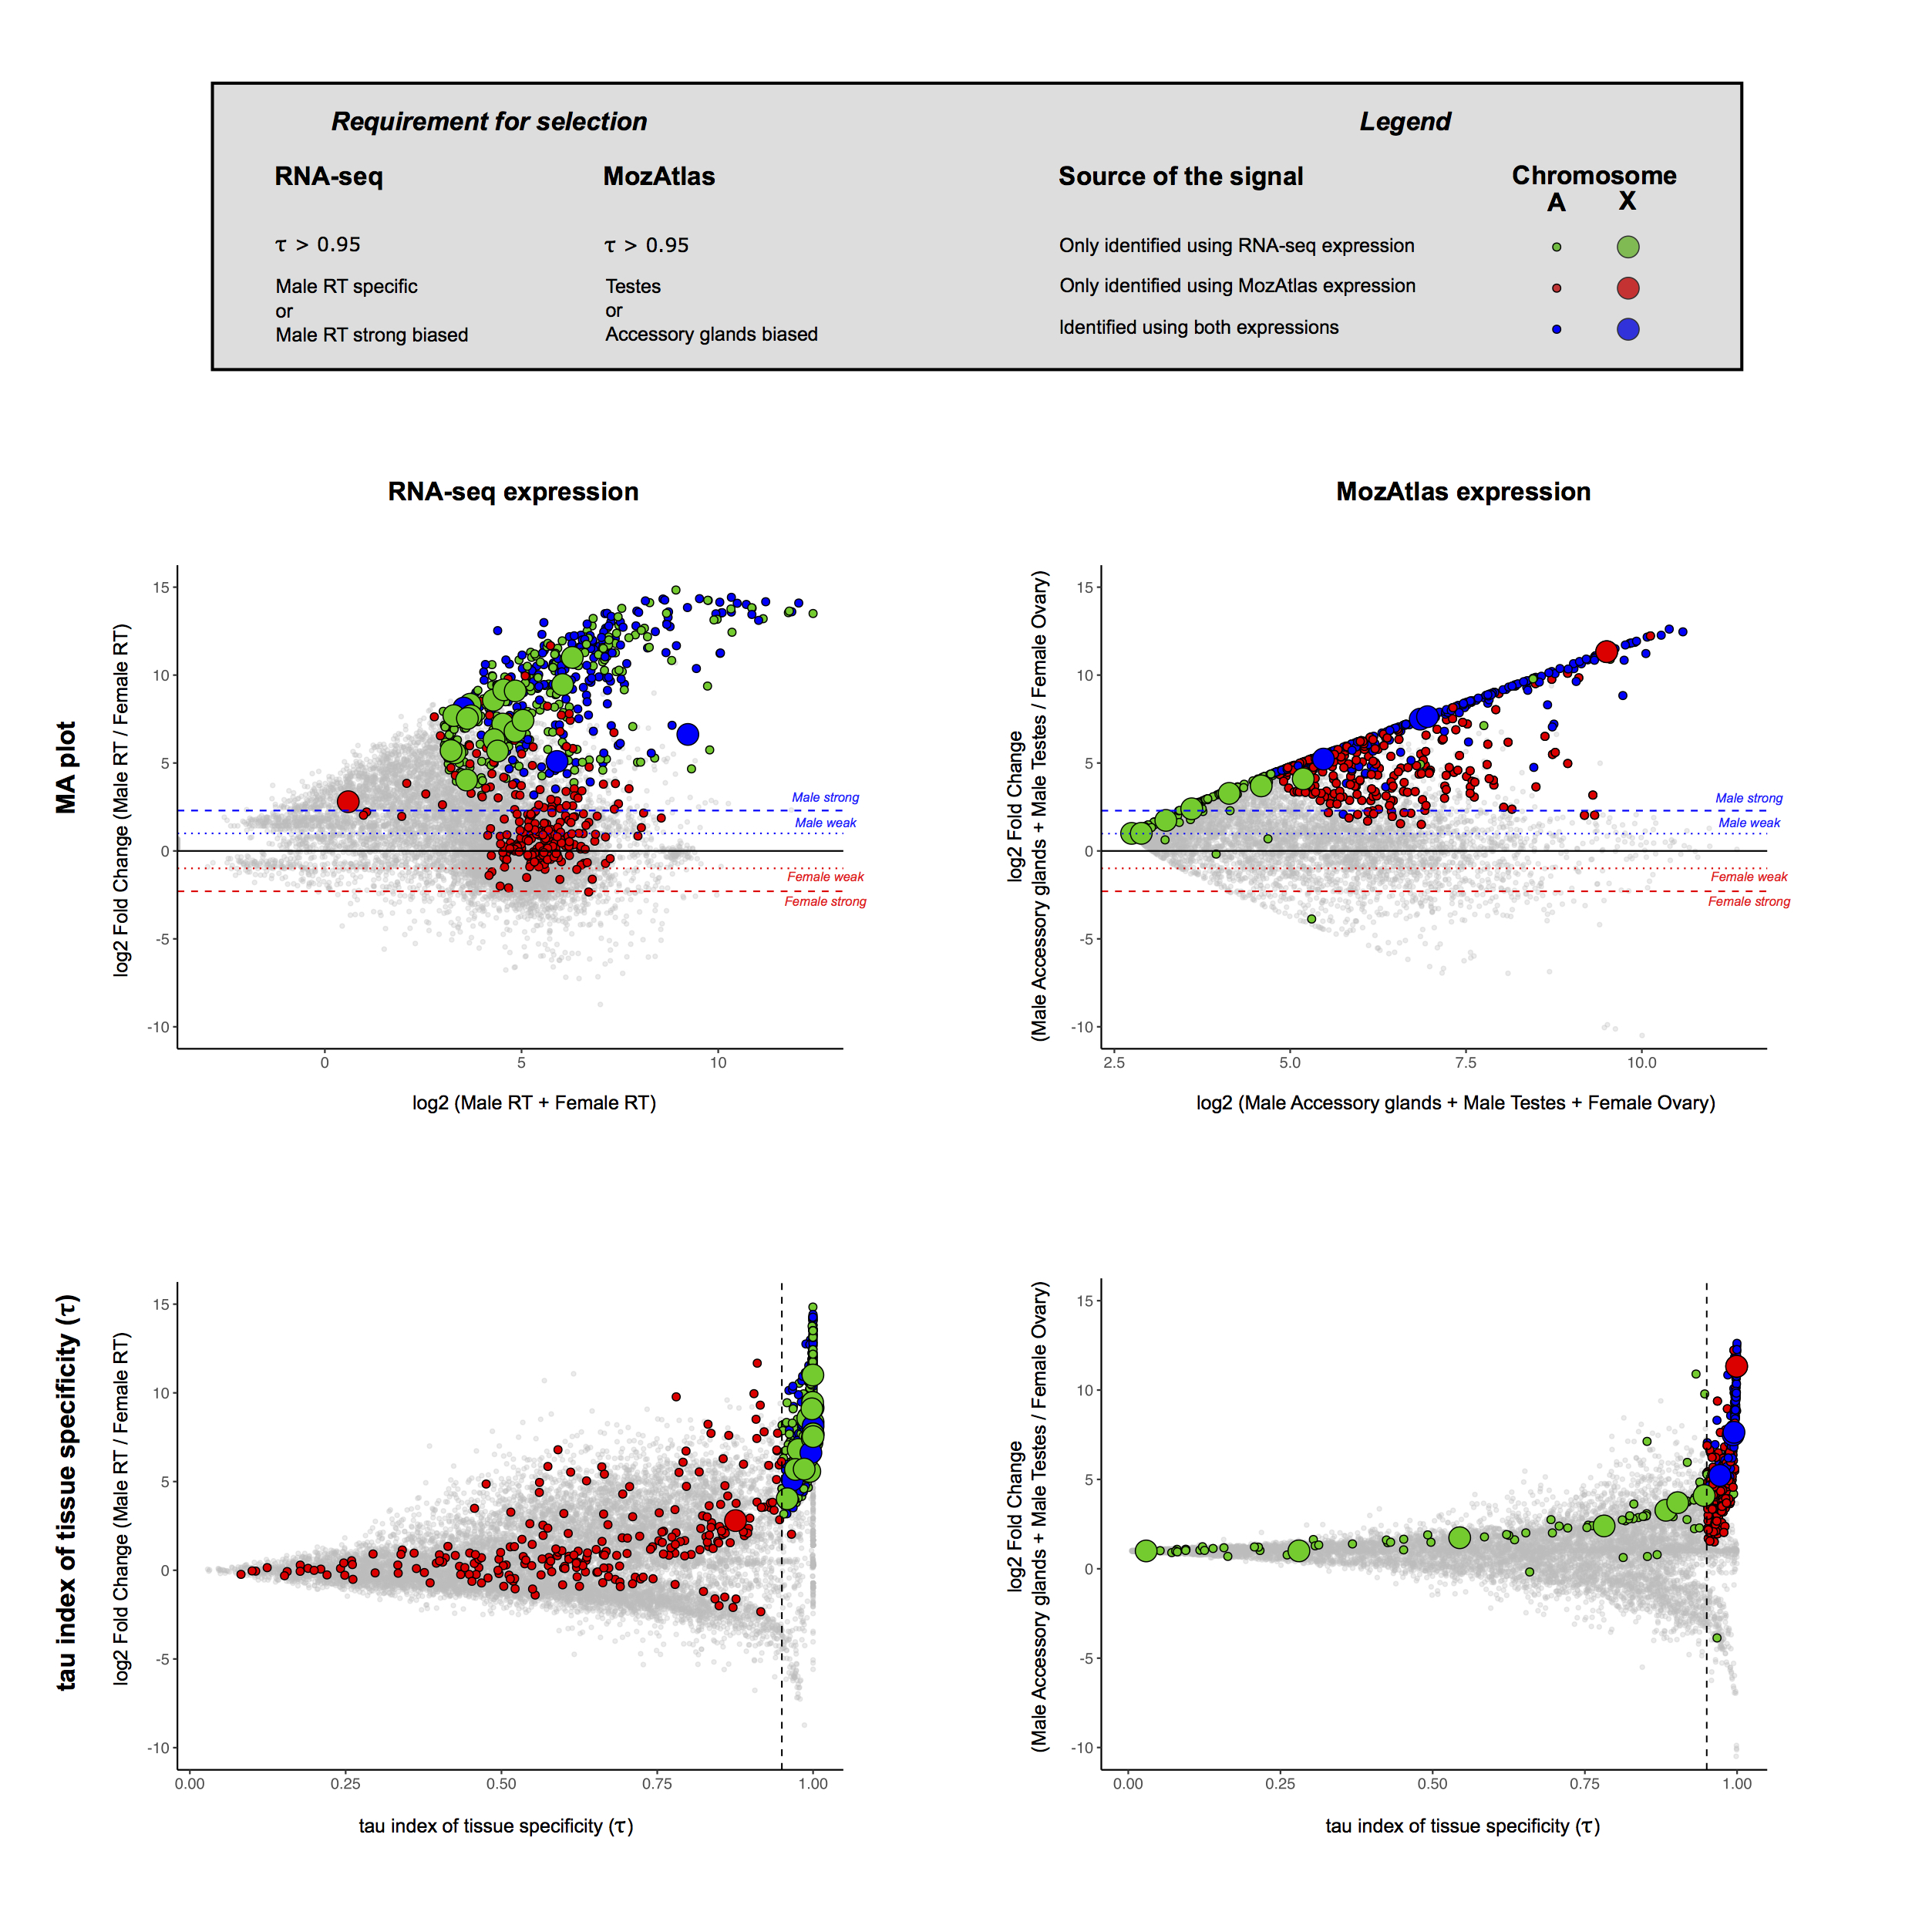 Requirement for selection
Legend
RNA-seq
MozAtlas
Source of the signal
Chromosome
A
X
τ > 0.95
τ > 0.95
Only identified using RNA-seq expression
Male RT specific
or
Male RT strong biased
Testes
or
Accessory glands biased
Only identified using MozAtlas expression
Identified using both expressions
RNA-seq expression
MozAtlas expression
MA plot
log2 Fold Change (Male RT / Female RT)
15
10
5
0
-5
-10
Male strong
Male weak
Female weak
Female strong
0
5
10
log2 (Male RT + Female RT)
log2 Fold Change
(Male Accessory glands + Male Testes / Female Ovary)
15
10
5
0
-5
-10
Male strong
Male weak
Female weak
Female strong
2.5
5.0
7.5
10.0
log2 (Male Accessory glands + Male Testes + Female Ovary)
tau index of tissue specificity (τ)
log2 Fold Change (Male RT / Female RT)
15
10
5
0
-5
-10
0.00
0.25
0.50
0.75
1.00
tau index of tissue specificity (τ)
log2 Fold Change
(Male Accessory glands + Male Testes / Female Ovary)
15
10
5
0
-5
-10
0.00
0.25
0.50
0.75
1.00
tau index of tissue specificity (τ)